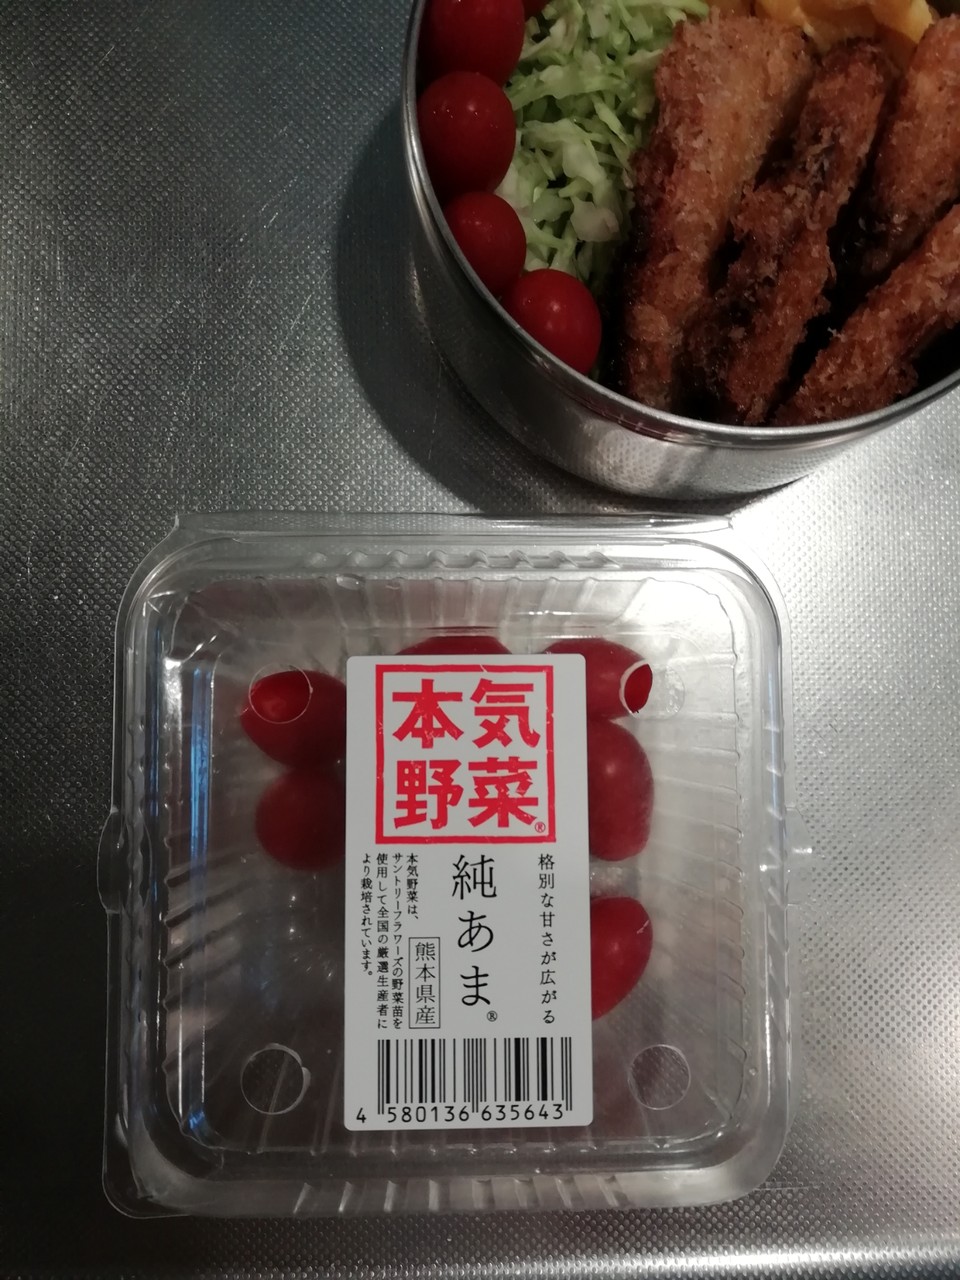 本気
野菜®
格別な甘さが広がる
純あま®
熊本県産
本気野菜は、
サントリーフラワーズの野菜苗を
使用して全国の厳選生産者に
より栽培されています。
4 580136 635643